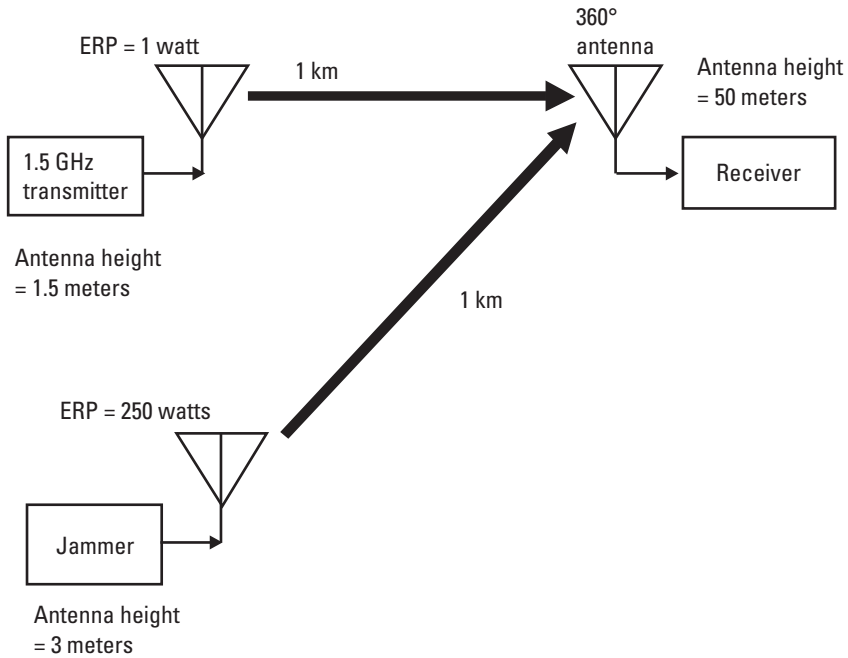 ERP = 1 watt
1 km
360°
antenna
Antenna height
= 50 meters
1.5 GHz
transmitter
Receiver
Antenna height
= 1.5 meters
1 km
ERP = 250 watts
Jammer
Antenna height
= 3 meters